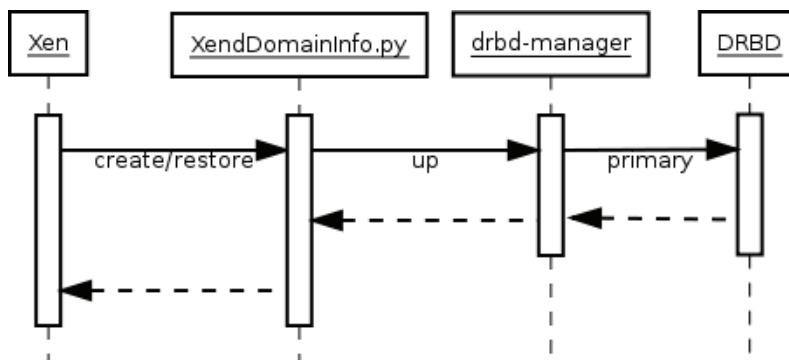 Xen
XendDomainInfo.py
drbd-manager
DRBD
create/restore
up
primary